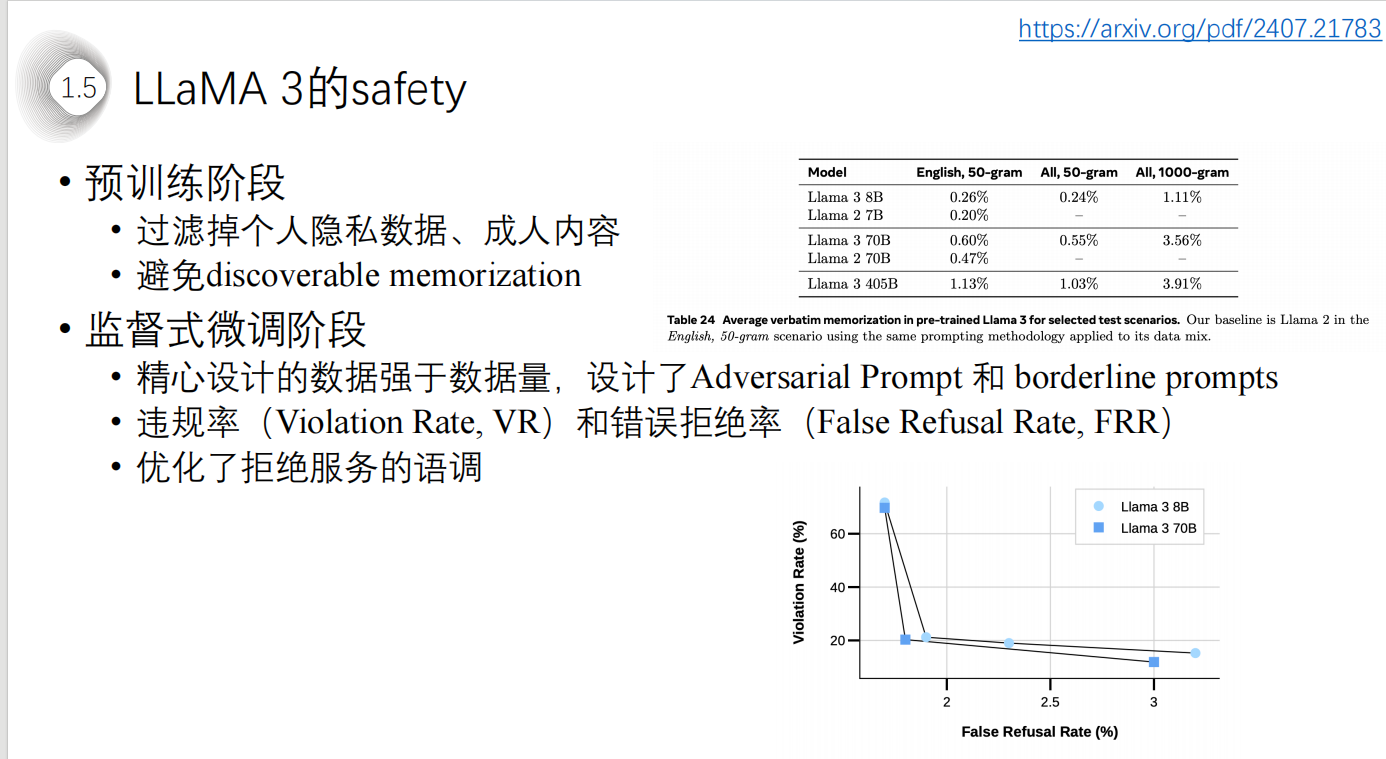 https://arxiv.org/pdf/2407.21783
1.5
LLaMA 3的safety
• 预训练阶段
• 过滤掉个人隐私数据、成人内容
• 避免discoverable memorization
Model English, 50-gram All, 50-gram All, 1000-gram
Llama 3 8B 0.26% 0.24% 1.11%
Llama 2 7B 0.20% – –
Llama 3 70B 0.60% 0.55% 3.56%
Llama 2 70B 0.47% – –
Llama 3 405B 1.13% 1.03% 3.91%
Table 24 Average verbatim memorization in pre-trained Llama 3 for selected test scenarios. Our baseline is Llama 2 in the
English, 50-gram scenario using the same prompting methodology applied to its data mix.
• 监督式微调阶段
• 精心设计的数据强于数据量，设计了Adversarial Prompt 和 borderline prompts
• 违规率（Violation Rate, VR）和错误拒绝率（False Refusal Rate, FRR）
• 优化了拒绝服务的语调
Llama 3 8B
Llama 3 70B
Violation Rate (%)
60
40
20
2 2.5 3
False Refusal Rate (%)